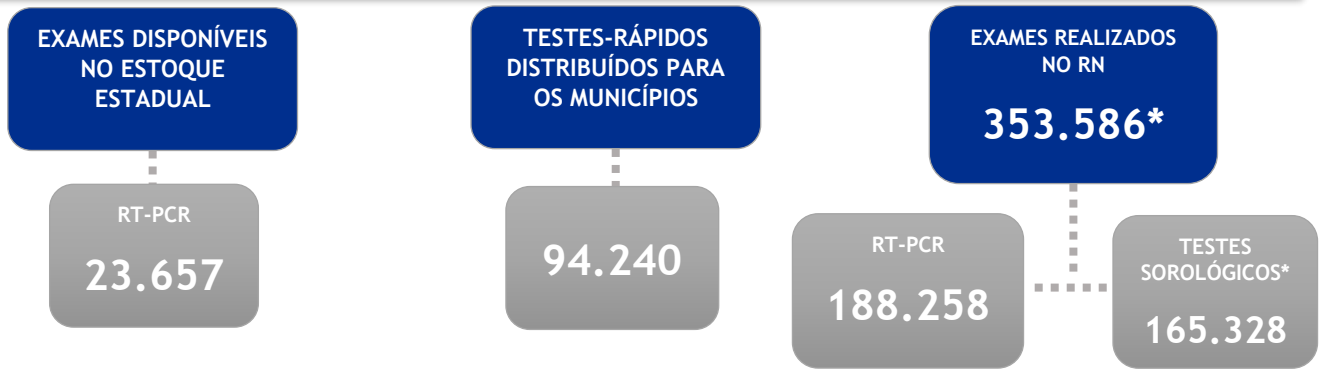 EXAMES DISPONÍVEIS
NO ESTOQUE
ESTADUAL
RT-PCR
23.657
TESTES-RÁPIDOS
DISTRIBUÍDOS PARA
OS MUNICÍPIOS
94.240
EXAMES REALIZADOS
NO RN
353.586*
RT-PCR
188.258
TESTES
SOROLÓGICOS*
165.328